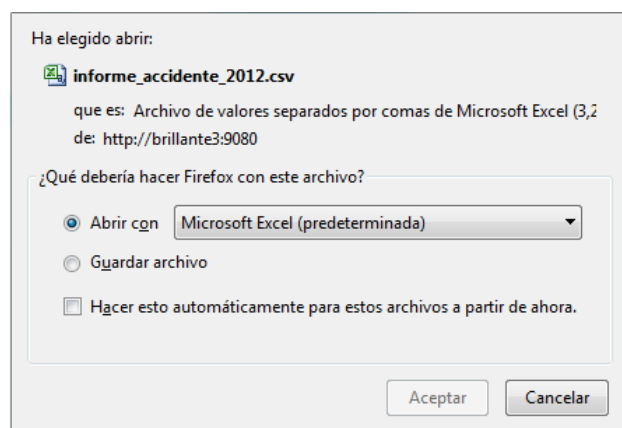 Ha elegido abrir:
informe_accidente_2012.csv
que es: Archivo de valores separados por comas de Microsoft Excel (3,2
de: http://brillante3:9080
¿Qué debería hacer Firefox con este archivo?
Abrir con Microsoft Excel (predeterminada)
Guardar archivo
Hacer esto automáticamente para estos archivos a partir de ahora.
Aceptar Cancelar